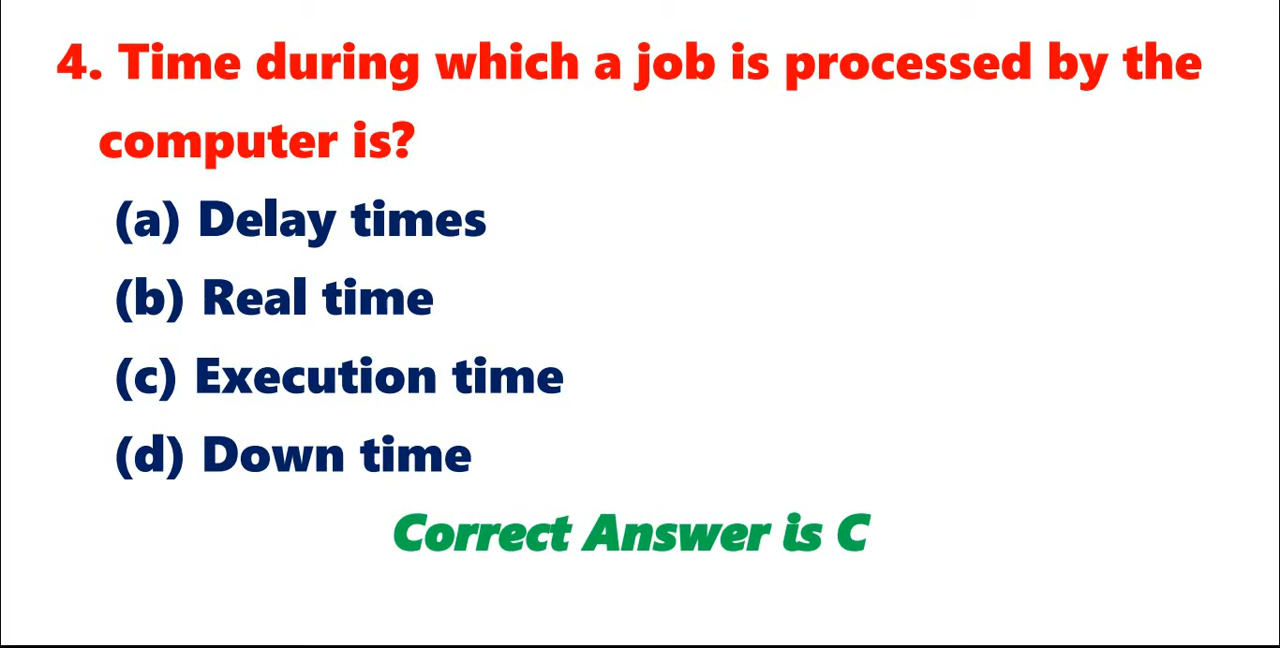 4. Time during which a job is processed by the
computer is?
(a) Delay times
(b) Real time
(c) Execution time
(d) Down time
Correct Answer is C